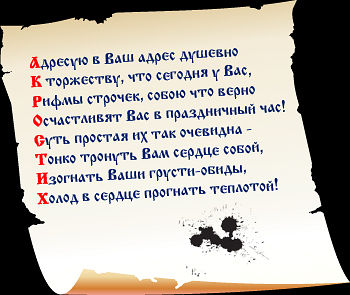 Адресую в Ваш адрес душевно
К торжеству, что сегодня у Вас,
Рифмы строчек, собою что верно
Осчастливят Вас в праздничный час!
Суть простая их так очевидна -
Тонко тронуть Вам сердце собой,
Изогнать Ваши грусти-обиды,
Холод в сердце прогнать теплотой!